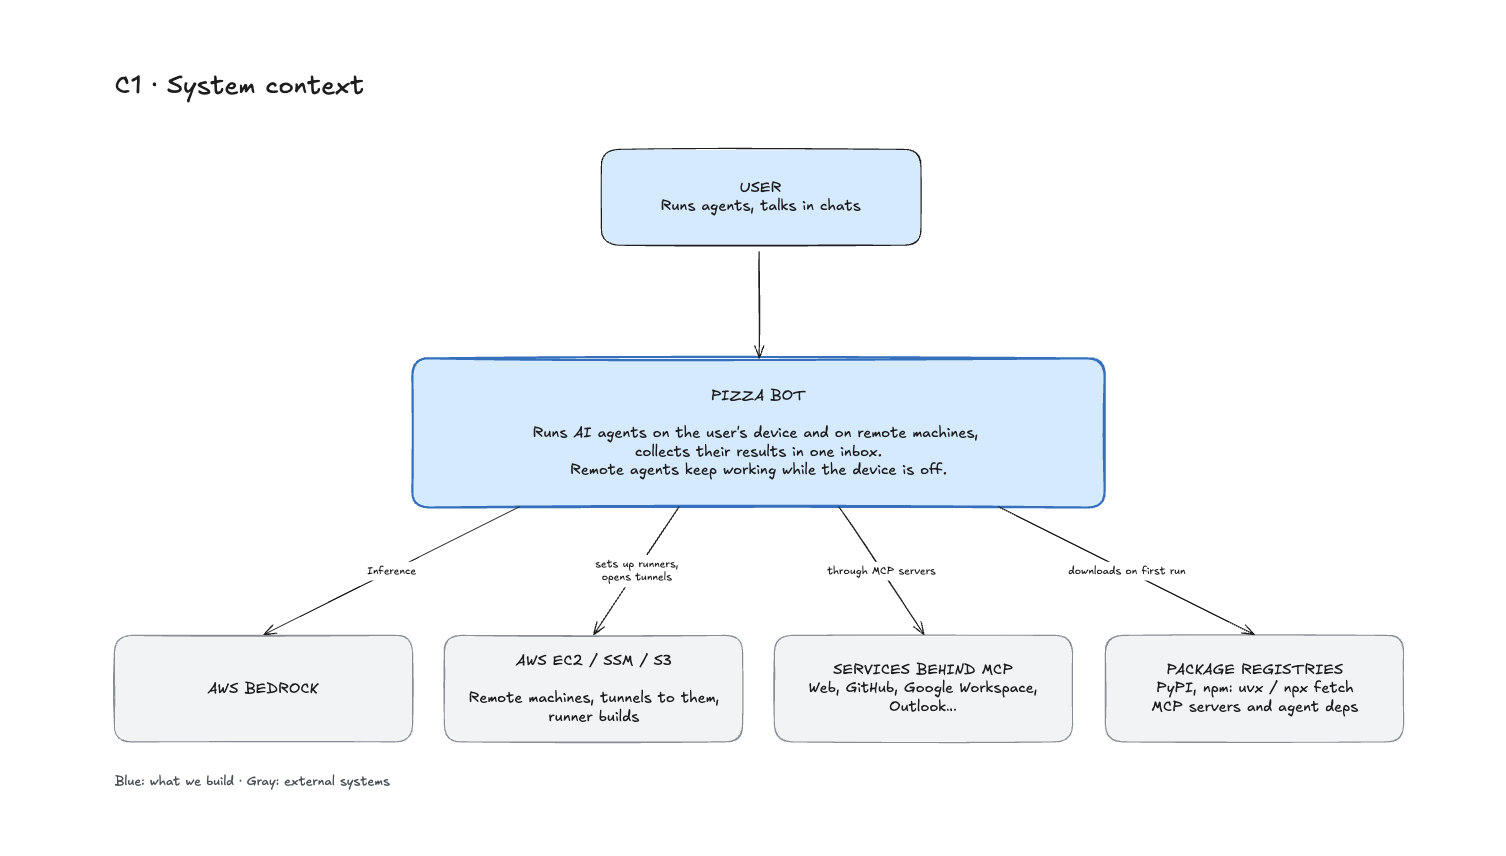 C1 · System context
USER
Runs agents, talks in chats
PIZZA BOT
Runs AI agents on the user's device and on remote machines,
collects their results in one inbox.
Remote agents keep working while the device is off.
Inference
sets up runners,
opens tunnels
through MCP servers
downloads on first run
AWS BEDROCK
AWS EC2 / SSM / S3
Remote machines, tunnels to them,
runner builds
SERVICES BEHIND MCP
Web, GitHub, Google Workspace,
Outlook...
PACKAGE REGISTRIES
PyPI, npm: uvx / npx fetch
MCP servers and agent deps
Blue: what we build · Gray: external systems